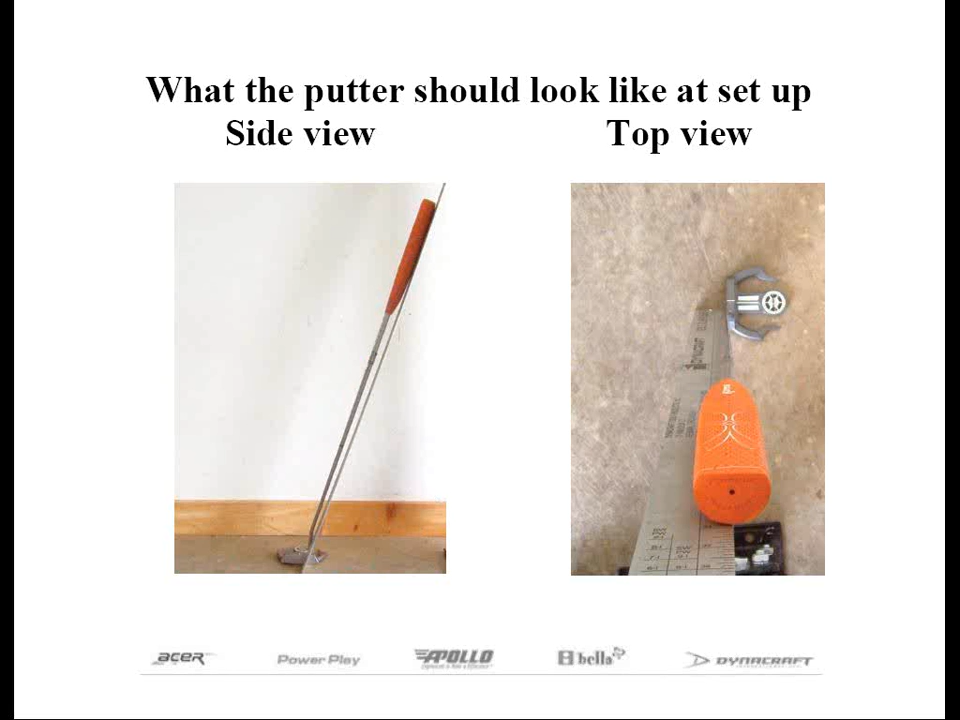 What the putter should look like at set up
Side view Top view
DYNACRAFT
ACER
Power Play
APOLLO
bella
DYNACRAFT